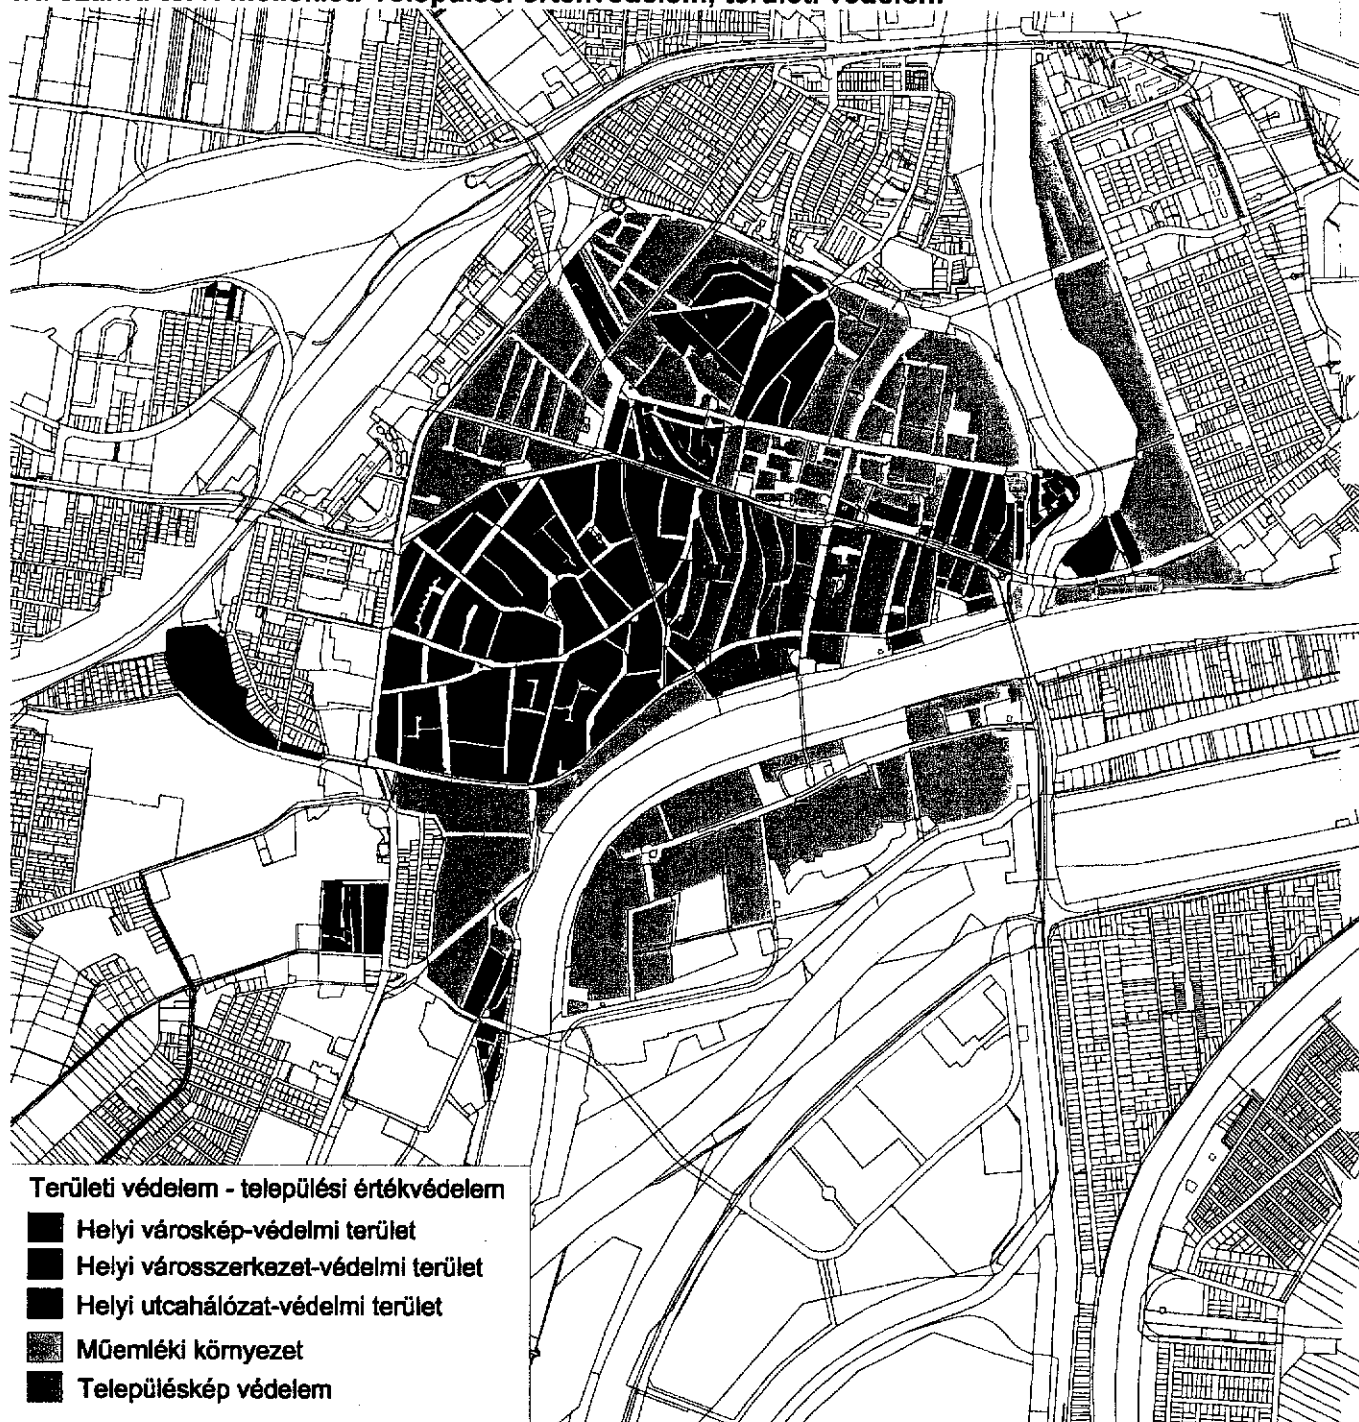 Területi védelem - települési értékvédelem
Helyi városkép-védelmi terület
Helyi városszerkezet-védelmi terület
Helyi utcahálózat-védelmi terület
Műemléki környezet
Településkép védelem